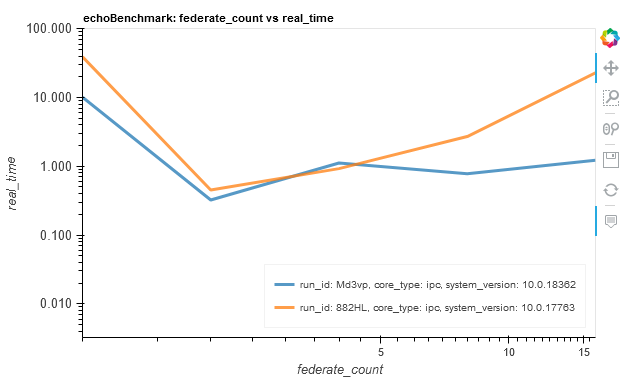 echoBenchmark: federate_count vs real_time
100.000
10.000
1.000
0.100
0.010
real_time
run_id: Md3vp, core_type: ipc, system_version: 10.0.18362
run_id: 882HL, core_type: ipc, system_version: 10.0.17763
5
10
15
federate_count